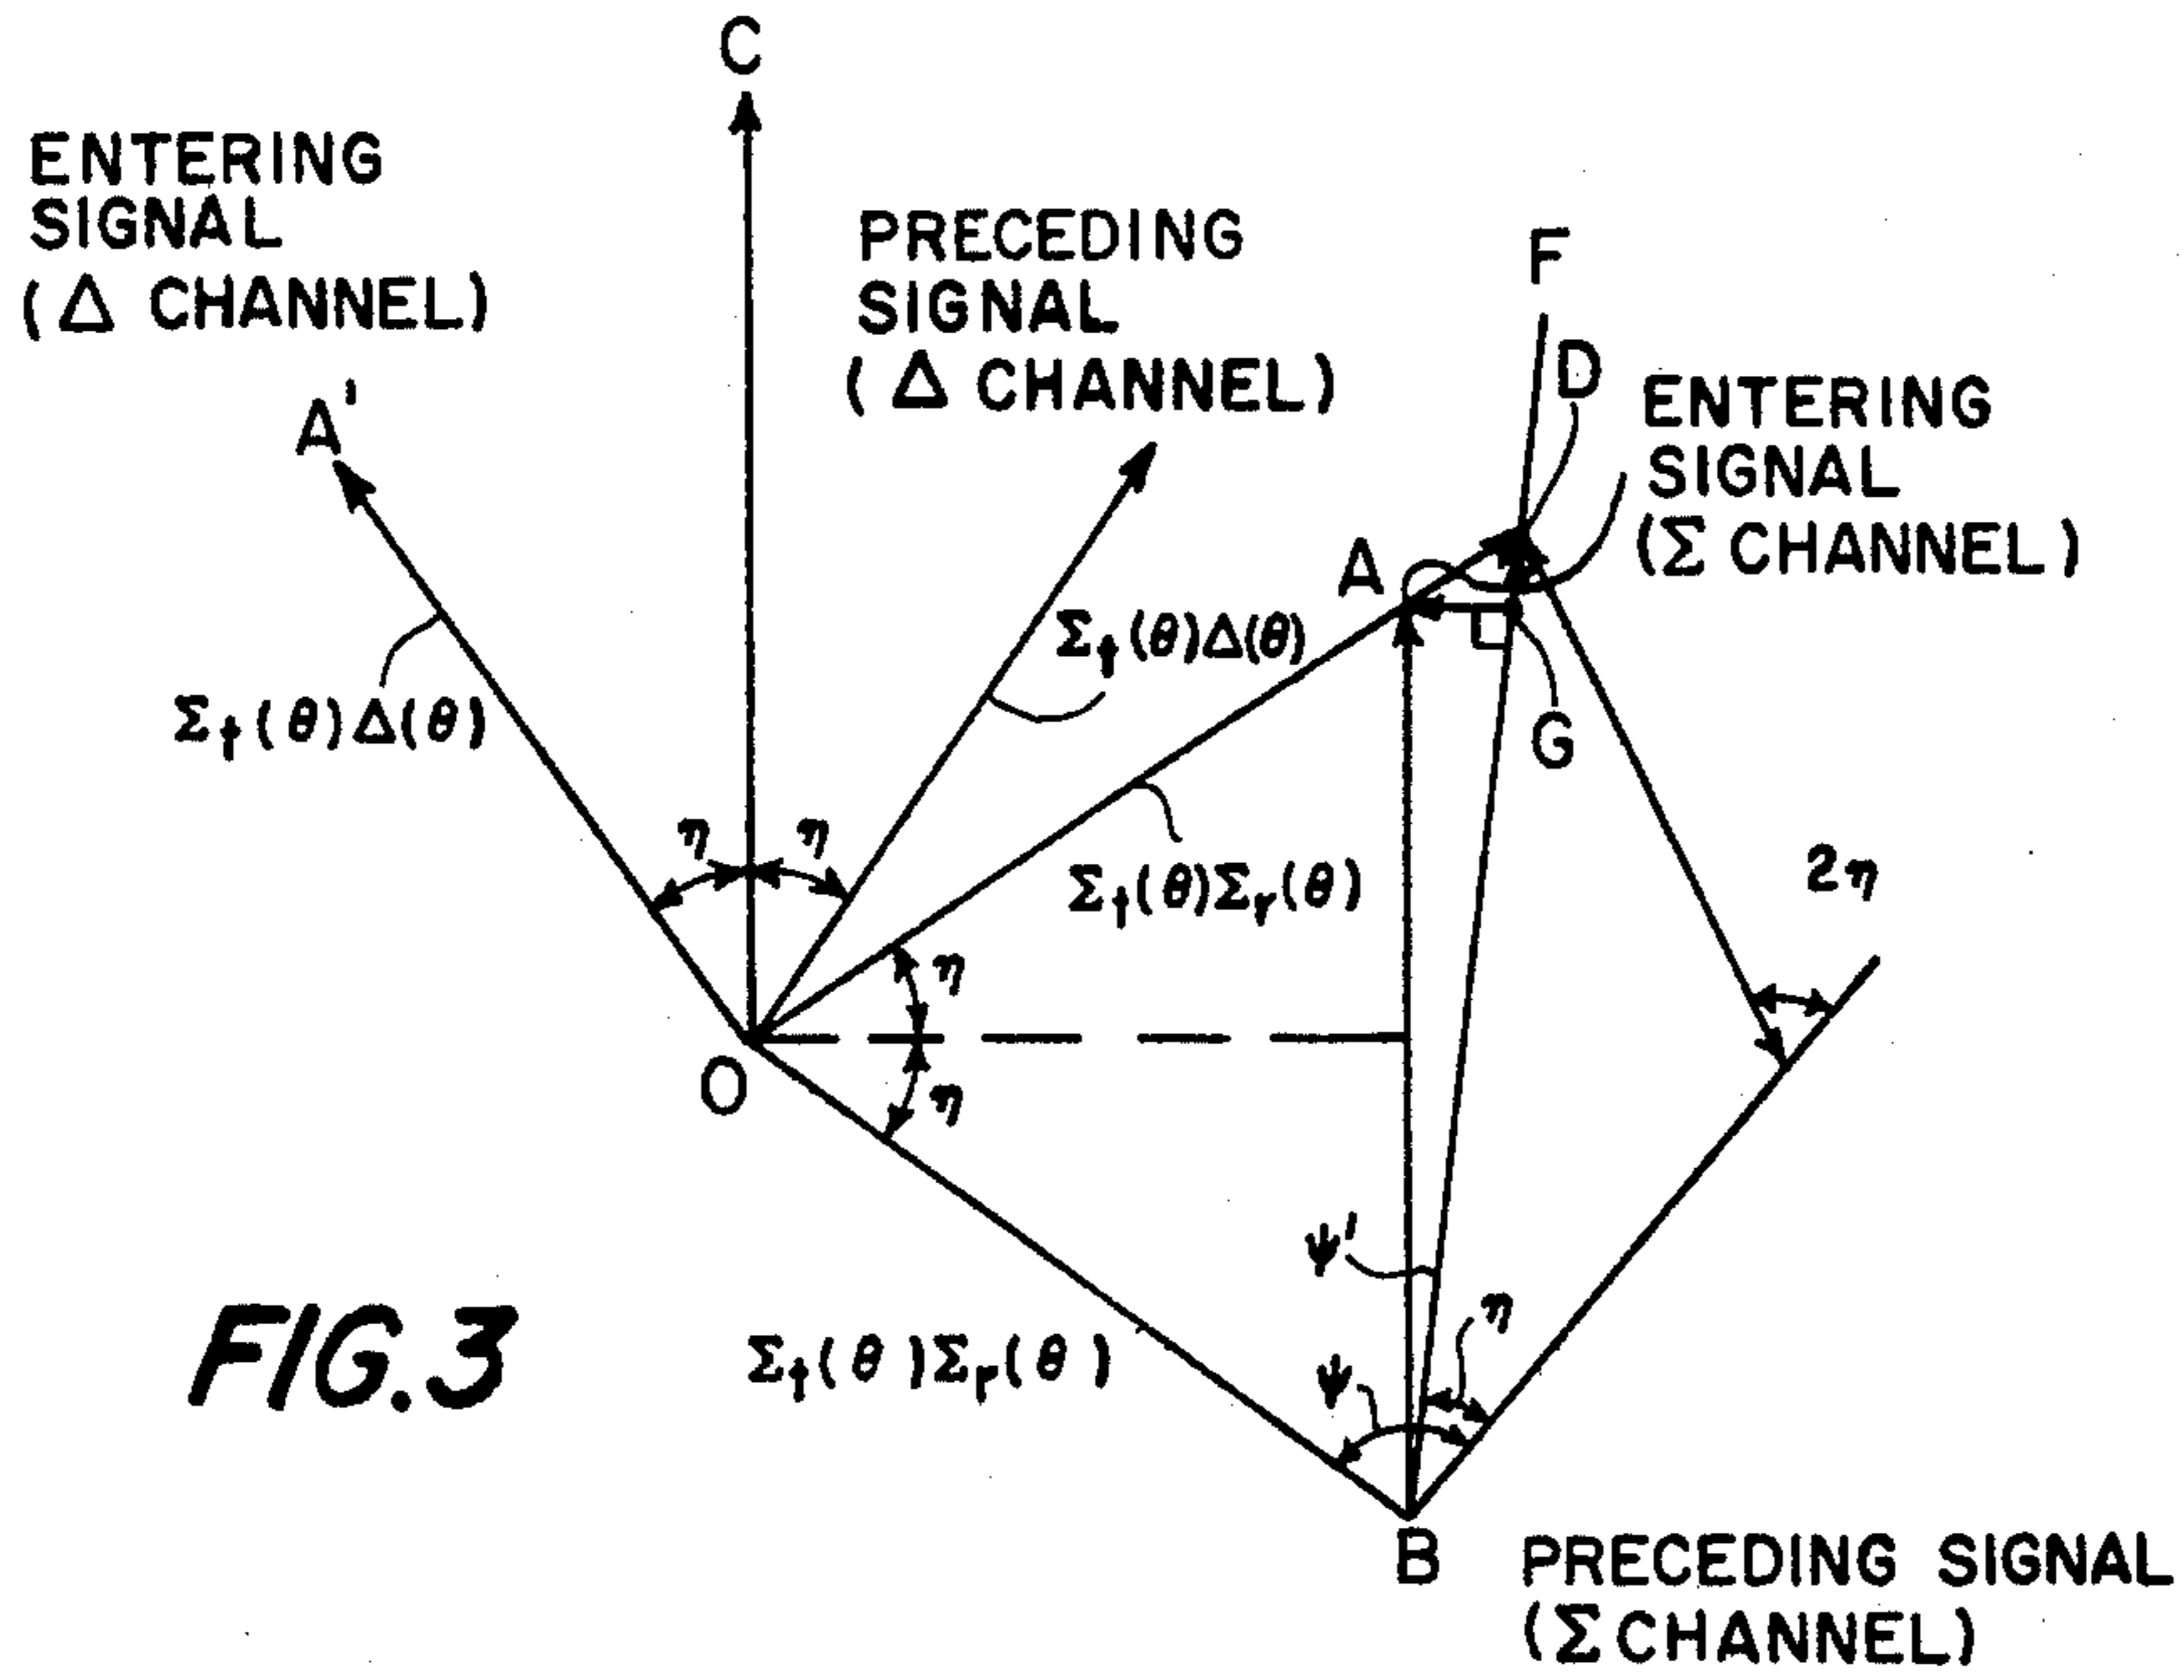 C
ENTERING
SIGNAL
(Δ CHANNEL)
PRECEDING
SIGNAL
(Δ CHANNEL)
F
D
ENTERING
SIGNAL
(Σ CHANNEL)
A'
A
Σt(θ)Δ(θ)
Σt(θ)Δ(θ)
G
η
η
Σt(θ)Σr(θ)
2η
η
O
η
ψ'
η
Σt(θ)Σr(θ)
ψ
FIG.3
B
PRECEDING SIGNAL
(Σ CHANNEL)